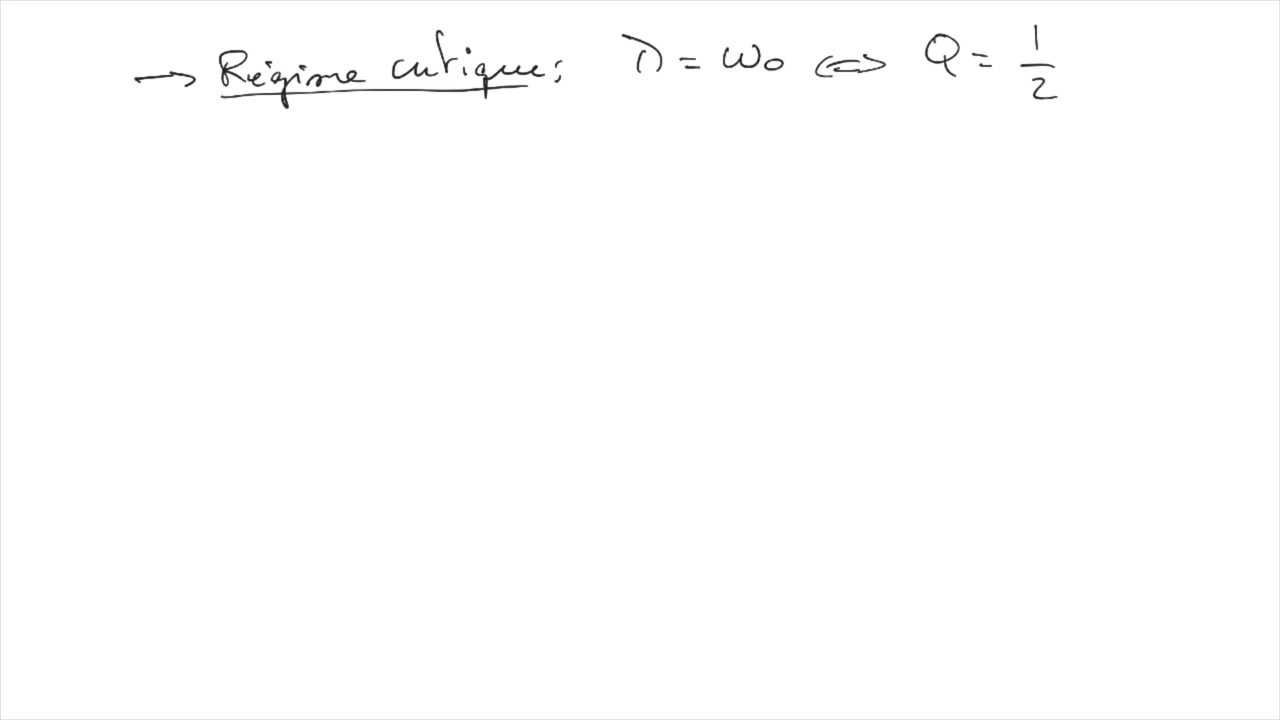 → Régime critique : λ = ω₀ ⇔ Q = 1/2